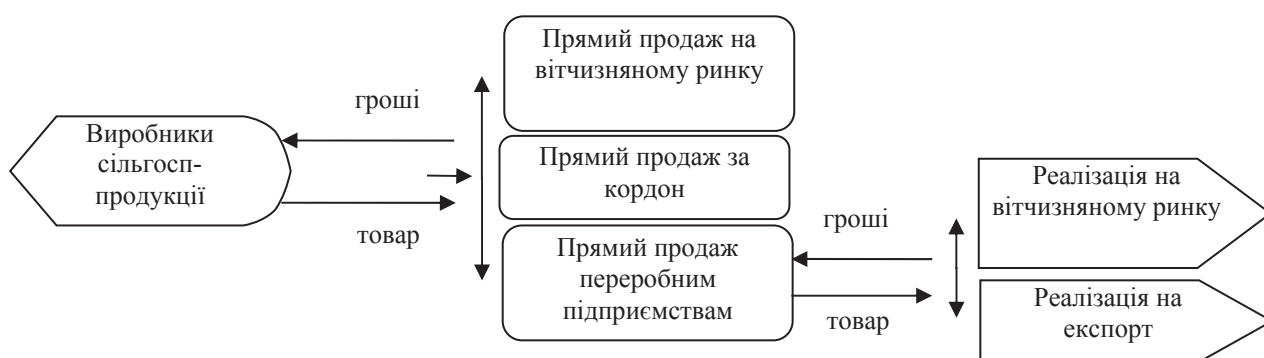 Прямий продаж на
вітчизняному ринку
гроші
Виробники
сільгосп-
продукції
товар
Прямий продаж за
кордон
Прямий продаж
переробним
підприємствам
гроші
товар
Реалізація на
вітчизняному ринку
Реалізація на
експорт